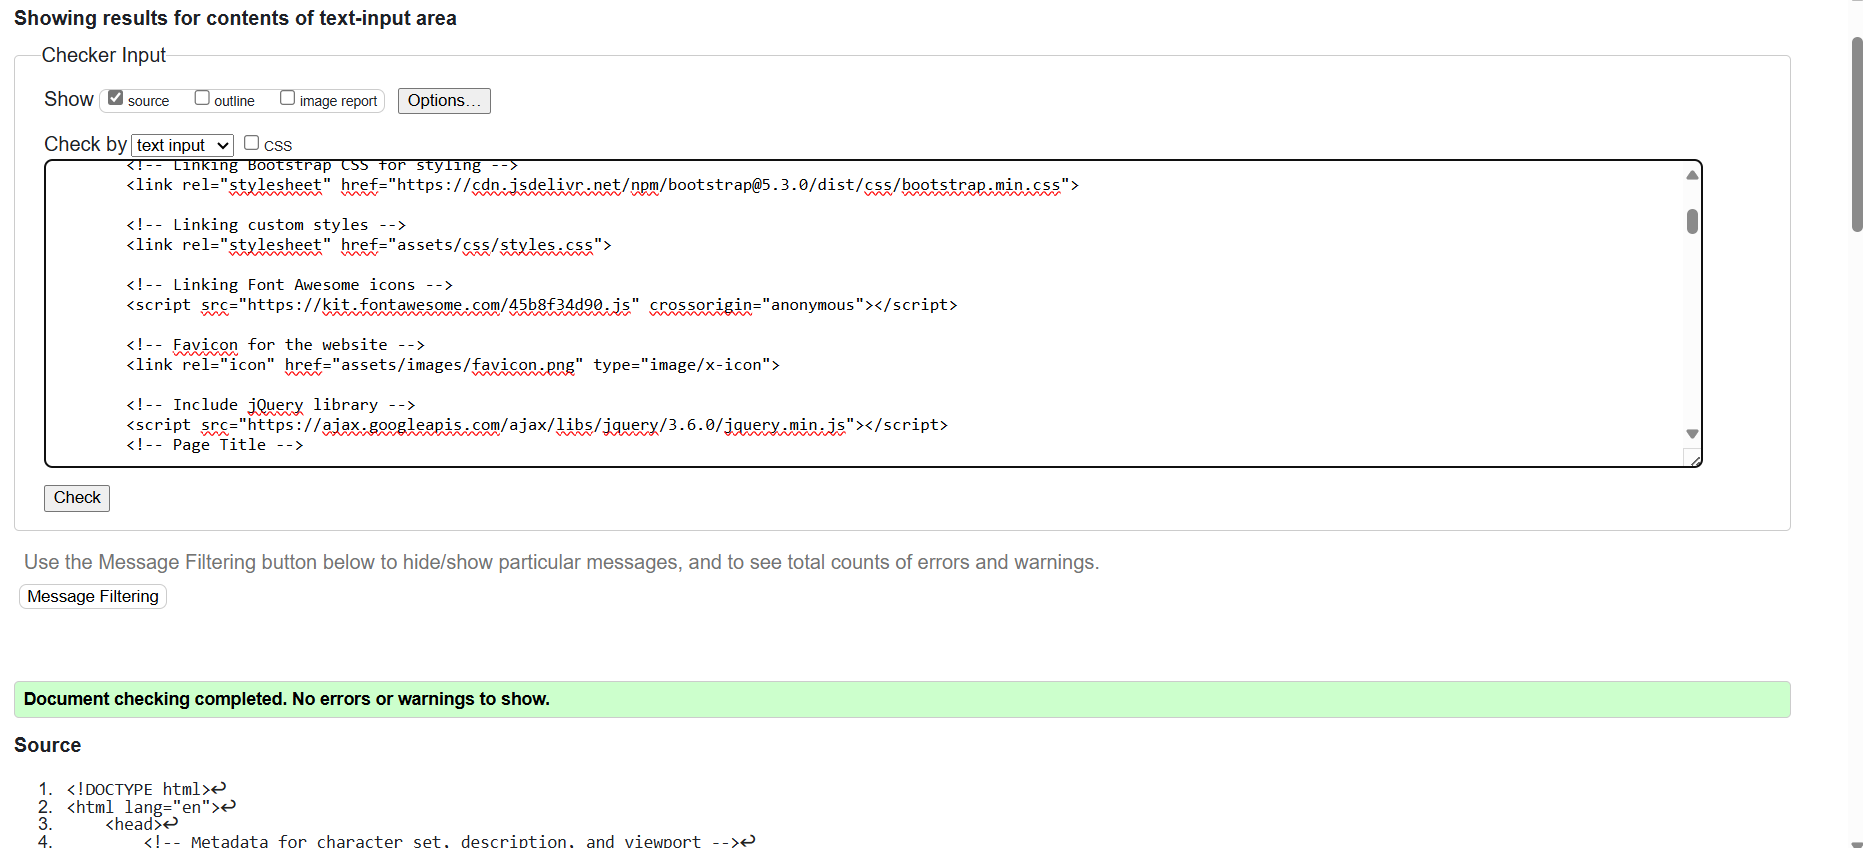 Showing results for contents of text-input area
Checker Input
Show source outline image report Options...
Check by text input CSS
<!-- Linking Bootstrap CSS for styling -->
<link rel="stylesheet" href="https://cdn.jsdelivr.net/npm/bootstrap@5.3.0/dist/css/bootstrap.min.css">
<!-- Linking custom styles -->
<link rel="stylesheet" href="assets/css/styles.css">
<!-- Linking Font Awesome icons -->
<script src="https://kit.fontawesome.com/45b8f34d90.js" crossorigin="anonymous"></script>
<!-- Favicon for the website -->
<link rel="icon" href="assets/images/favicon.png" type="image/x-icon">
<!-- Include jQuery library -->
<script src="https://ajax.googleapis.com/ajax/libs/jquery/3.6.0/jquery.min.js"></script>
<!-- Page Title -->
Check
Use the Message Filtering button below to hide/show particular messages, and to see total counts of errors and warnings.
Message Filtering
Document checking completed. No errors or warnings to show.
Source
1. <!DOCTYPE html>↩
2. <html lang="en">↩
3. <head>↩
4. <!-- Metadata for character set, description, and viewport -->↩